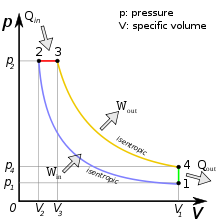 p: pressure
V: specific volume
Qin
p
2 3
p2
Wout
isentropic
4 Qout
Win
isentropic
p4
p1
1
0
V2 V3 V1 V